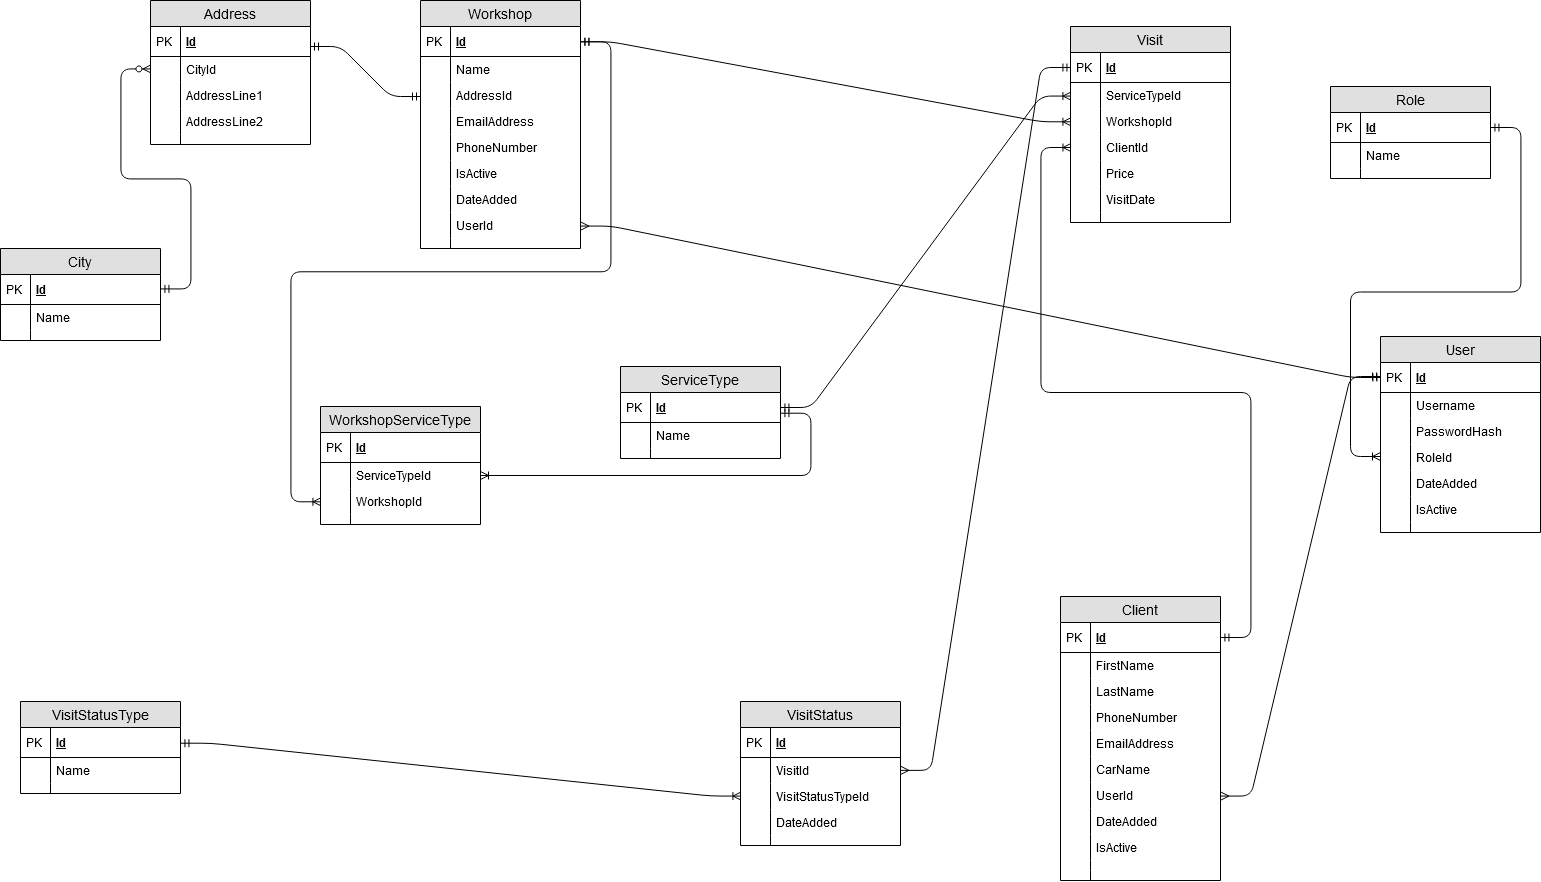 Address
PK Id
CityId
AddressLine1
AddressLine2
Workshop
PK Id
Name
AddressId
EmailAddress
PhoneNumber
IsActive
DateAdded
UserId
Visit
PK Id
ServiceTypeId
WorkshopId
ClientId
Price
VisitDate
Role
PK Id
Name
City
PK Id
Name
User
PK Id
Username
PasswordHash
RoleId
DateAdded
IsActive
ServiceType
PK Id
Name
WorkshopServiceType
PK Id
ServiceTypeId
WorkshopId
Client
PK Id
FirstName
LastName
PhoneNumber
EmailAddress
CarName
UserId
DateAdded
IsActive
VisitStatusType
PK Id
Name
VisitStatus
PK Id
VisitId
VisitStatusTypeId
DateAdded